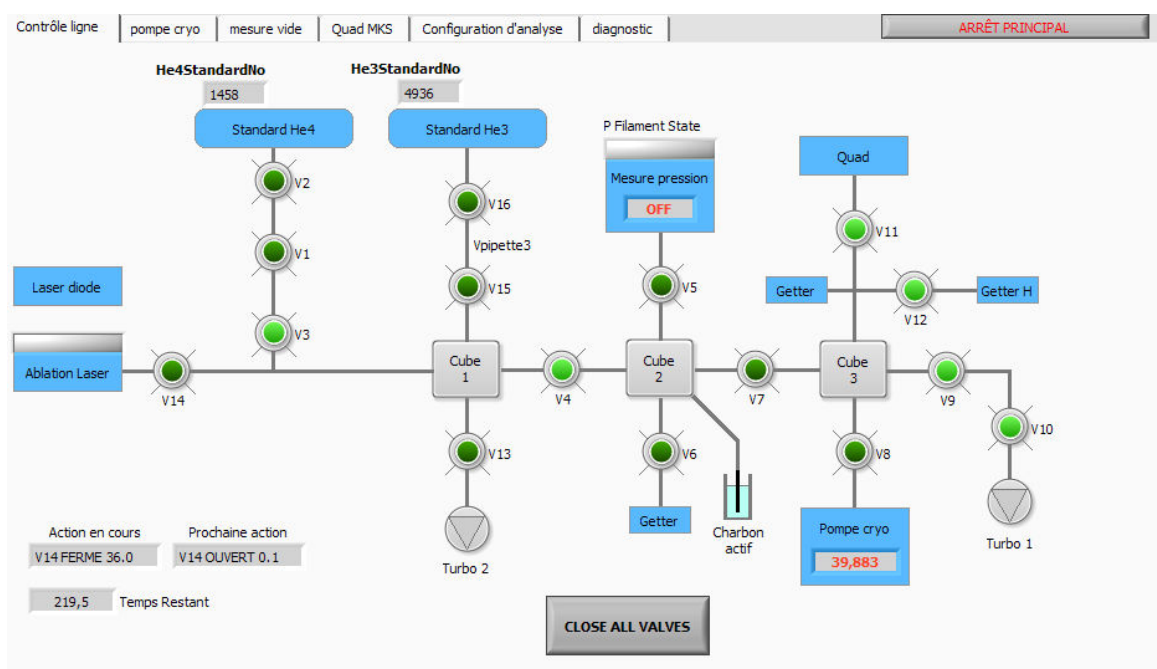 Contrôle ligne
pompe cryo
mesure vide
Quad MKS
Configuration d'analyse
diagnostic
ARRÊT PRINCIPAL
He4StandardNo
1458
He3StandardNo
4936
Standard He4
Standard He3
P Filament State
Mesure pression
OFF
Quad
V2
V16
V11
Vpipette3
V1
V15
V5
Laser diode
Getter
Getter H
V12
V3
Ablation Laser
V14
Cube
1
V4
Cube
2
V7
Cube
3
V9
V10
V13
V6
V8
Getter
Charbon
actif
Pompe cryo
39,883
Turbo 1
Turbo 2
Action en cours
V14 FERME 36.0
Prochaine action
V14 OUVERT 0.1
219,5 Temps Restant
CLOSE ALL VALVES